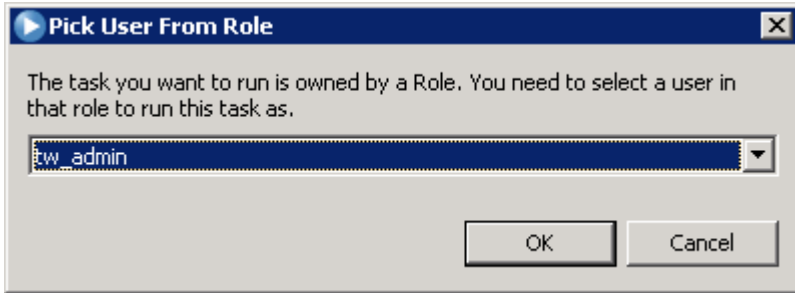 Pick User From Role
The task you want to run is owned by a Role. You need to select a user in
that role to run this task as.
tw_admin
OK
Cancel